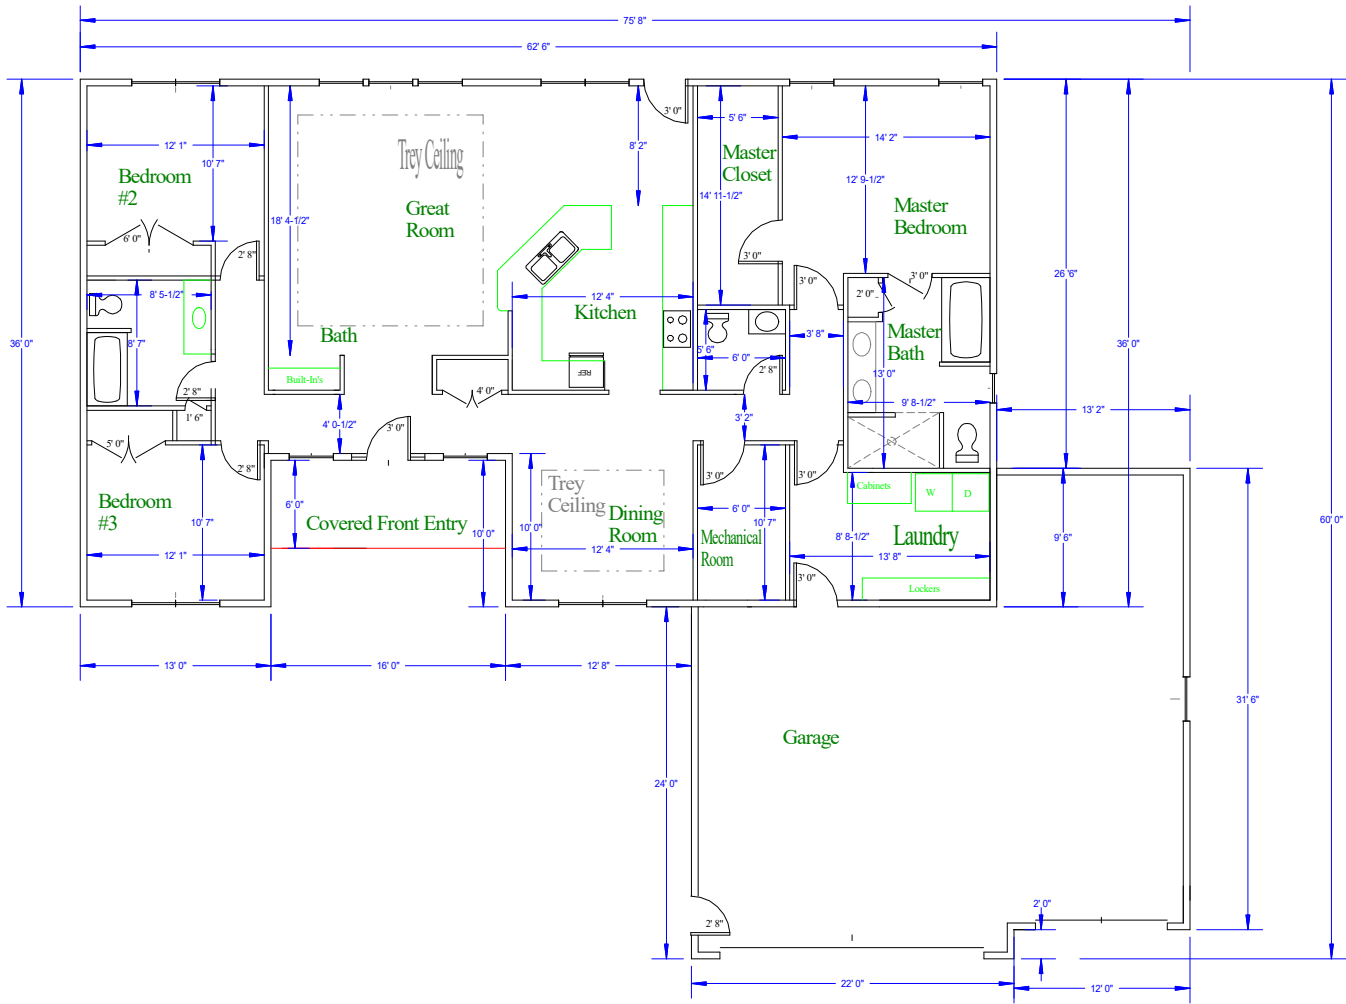 75' 8"
62' 6"
3' 0"
5' 6"
14' 2"
12' 1"
8' 2"
10' 7"
Trey Ceiling
Master
Closet
Bedroom
#2
12' 9-1/2"
14' 11-1/2"
Great
Room
Master
Bedroom
18' 4-1/2"
6' 0"
2' 8"
3' 0"
3' 0"
3' 0"
26' 6"
8' 5-1/2"
12' 4"
2' 0"
Kitchen
Bath
3' 8"
Master
Bath
36' 0"
8' 7"
5' 6"
6' 0"
36' 0"
2' 8"
13' 0"
Built-In's
REF
2' 8"
4' 0"
9' 8-1/2"
13' 2"
1' 6"
3' 2"
4' 0-1/2"
3' 0"
5' 0"
2' 8"
3' 0"
3' 0"
Trey
Ceiling
Cabinets
W
D
Bedroom
#3
6' 0"
6' 0"
Covered Front Entry
Dining
Room
10' 7"
10' 0"
10' 0"
10' 7"
60' 0"
Mechanical
Room
8' 8-1/2"
Laundry
9' 6"
12' 1"
12' 4"
13' 8"
3' 0"
Lockers
13' 0"
16' 0"
12' 8"
31' 6"
Garage
24' 0"
2' 0"
2' 8"
22' 0"
12' 0"